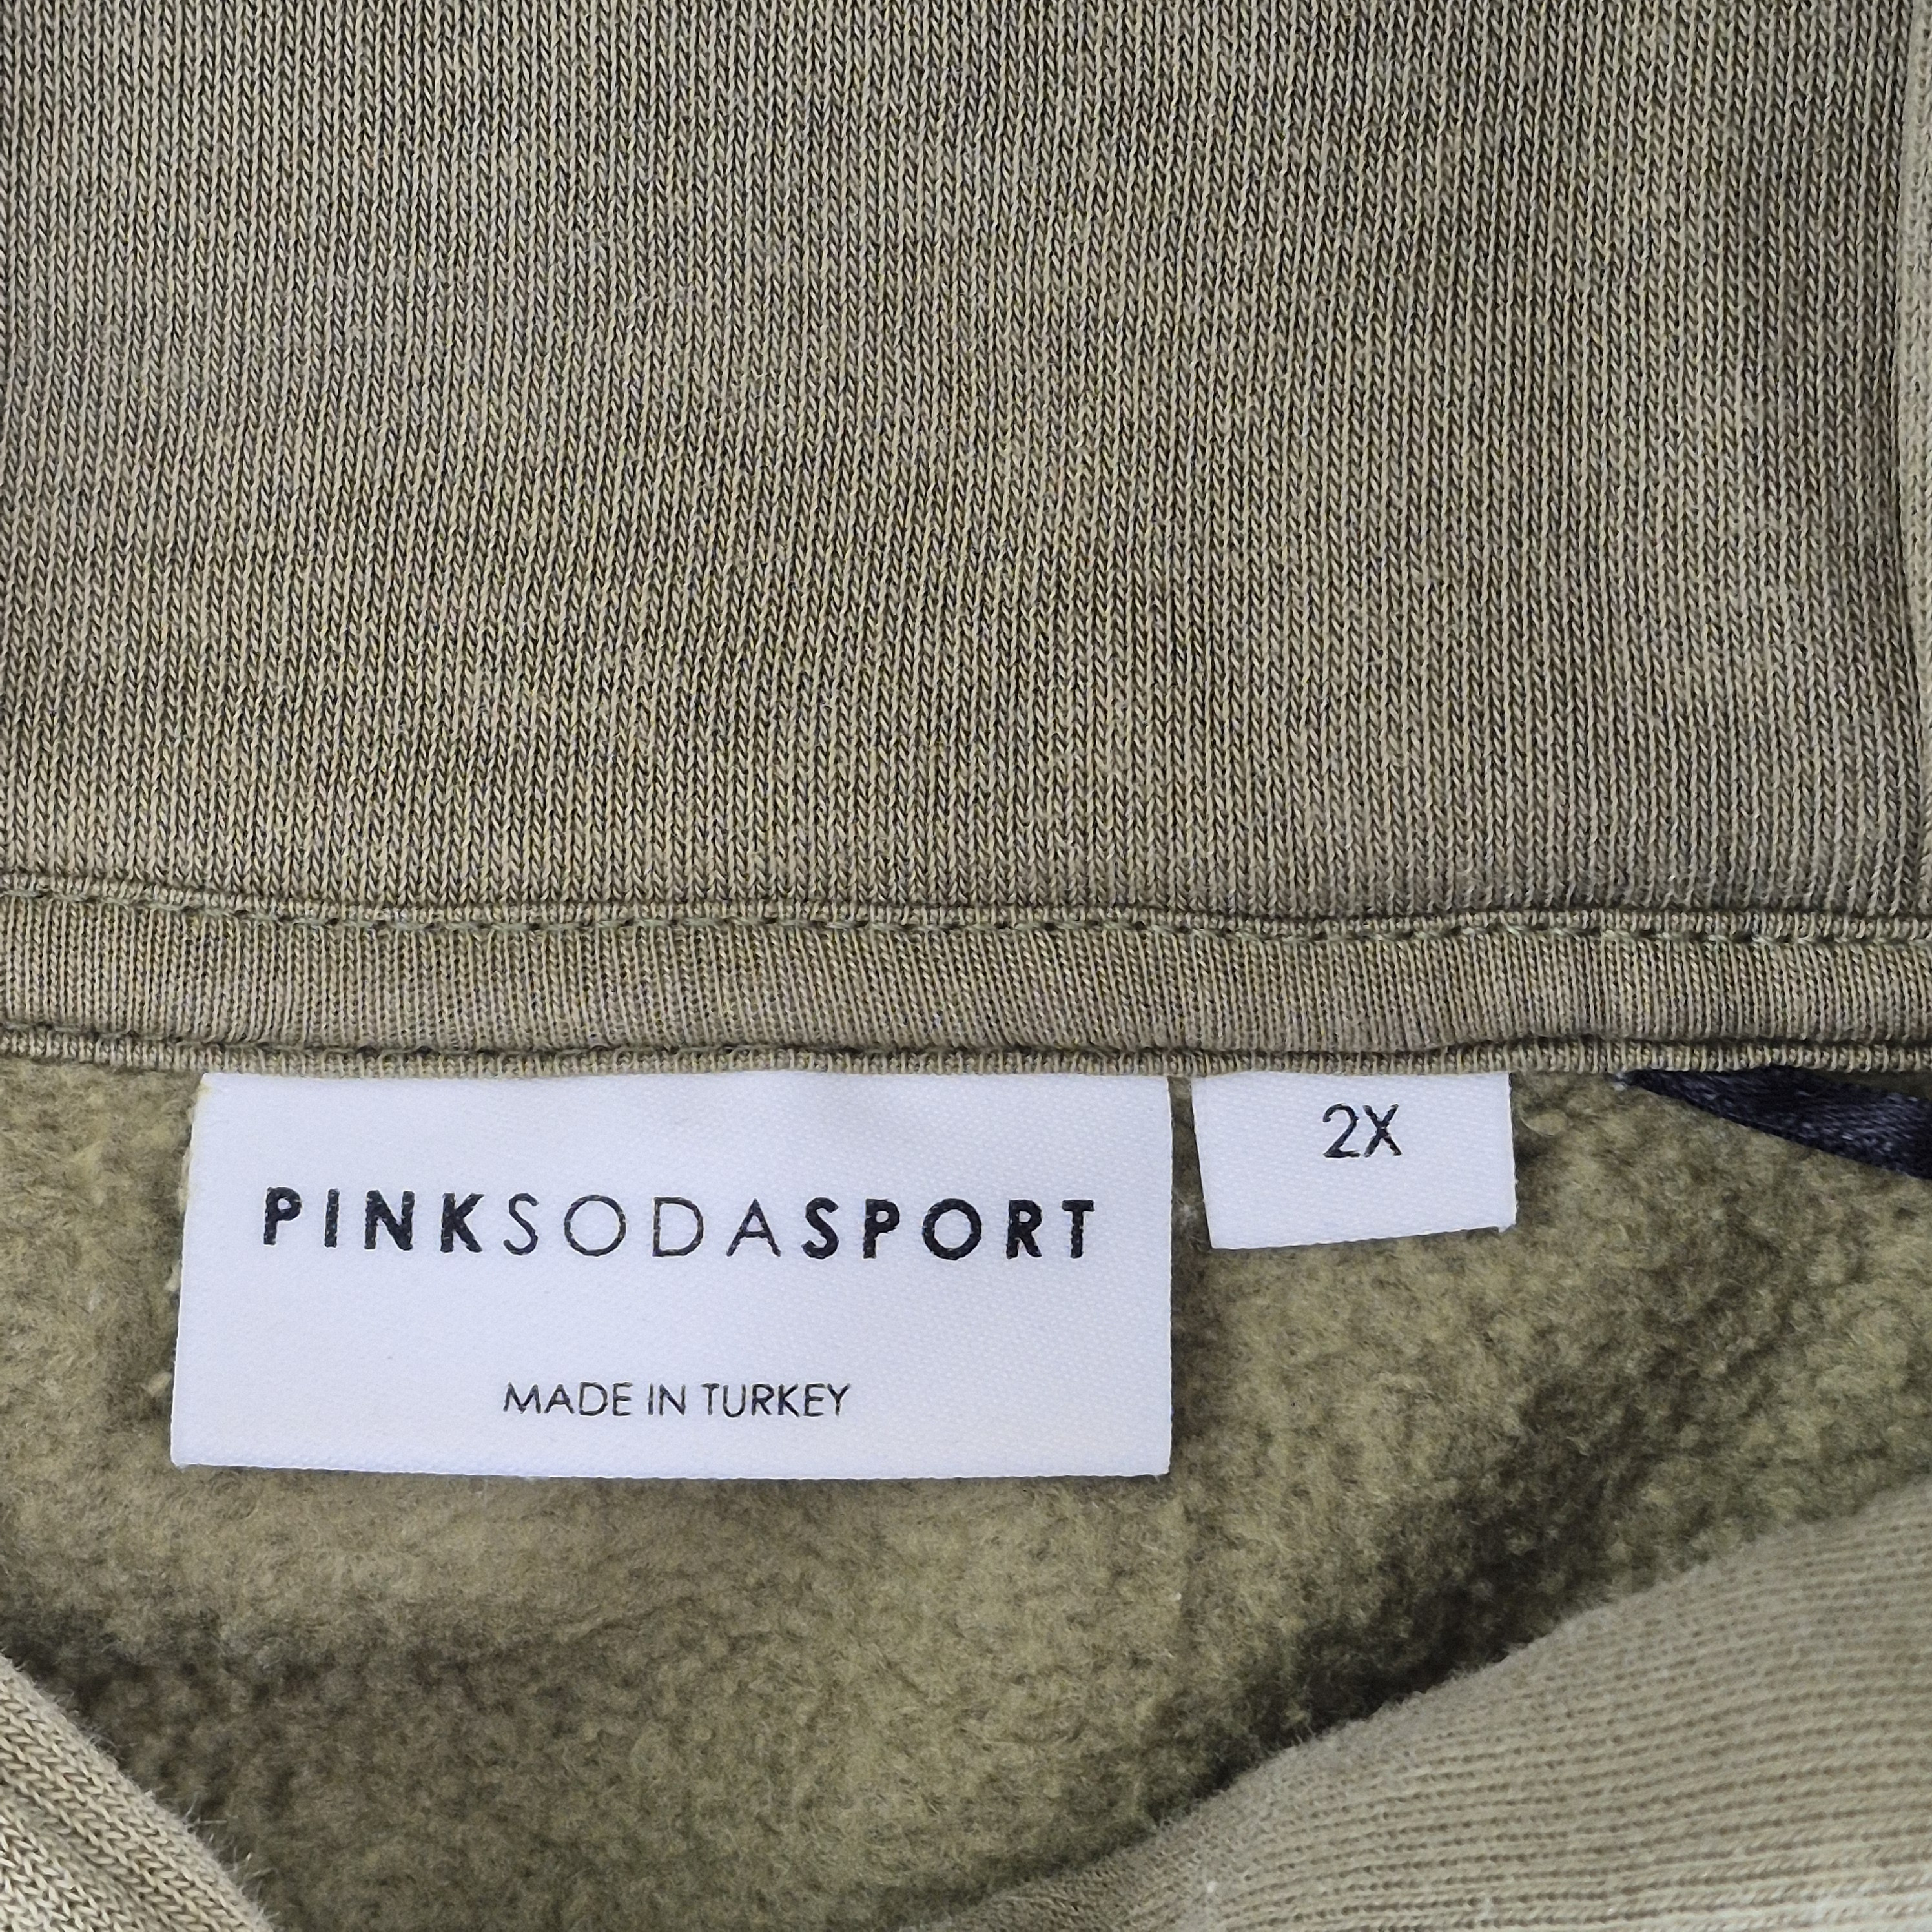 PINKSODASPORT
MADE IN TURKEY
2X